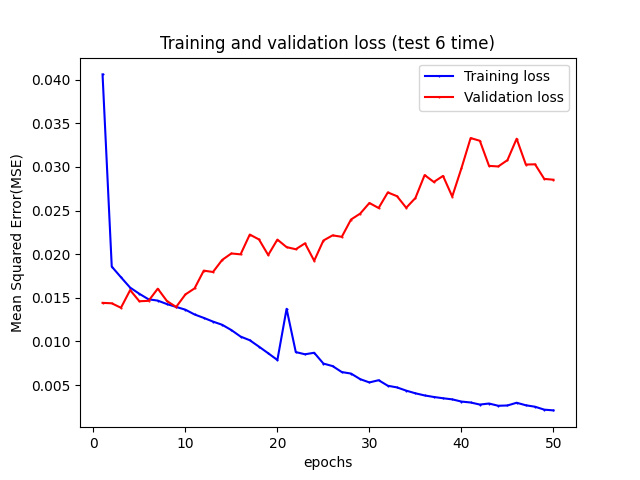 Training and validation loss (test 6 time)
Training loss
Validation loss
Mean Squared Error(MSE)
0.040
0.035
0.030
0.025
0.020
0.015
0.010
0.005
0 10 20 30 40 50
epochs